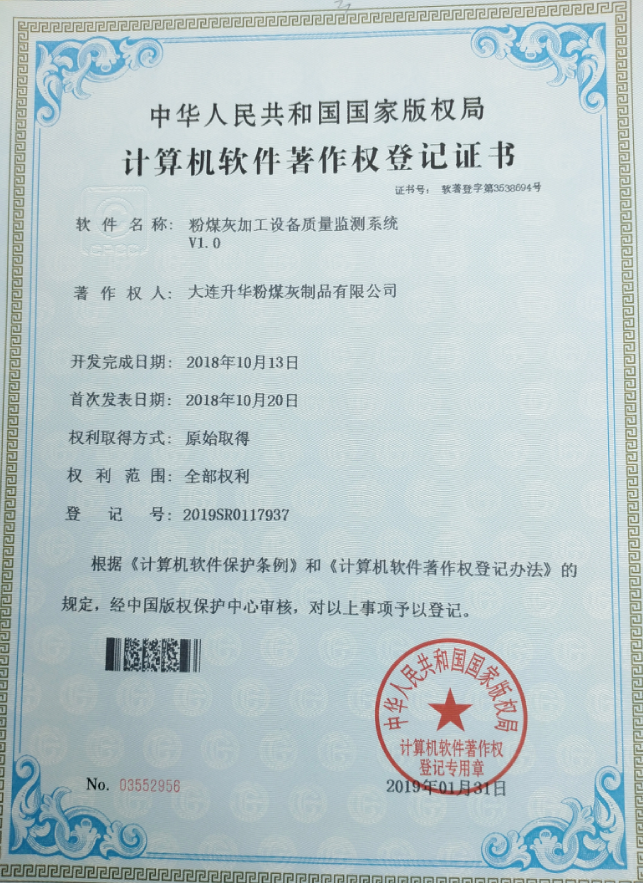 中华人民共和国国家版权局
计算机软件著作权登记证书
证书号： 软著登字第3538694号
软件名称： 粉煤灰加工设备质量监测系统
V1.0
著作权人： 大连升华粉煤灰制品有限公司
开发完成日期： 2018年10月13日
首次发表日期： 2018年10月20日
权利取得方式： 原始取得
权利范围： 全部权利
登记号： 2019SR0117937
根据《计算机软件保护条例》和《计算机软件著作权登记办法》的
规定，经中国版权保护中心审核，对以上事项予以登记。
中华人民共和国国家版权局
计算机软件著作权
登记专用章
No. 03552956
2019年01月31日